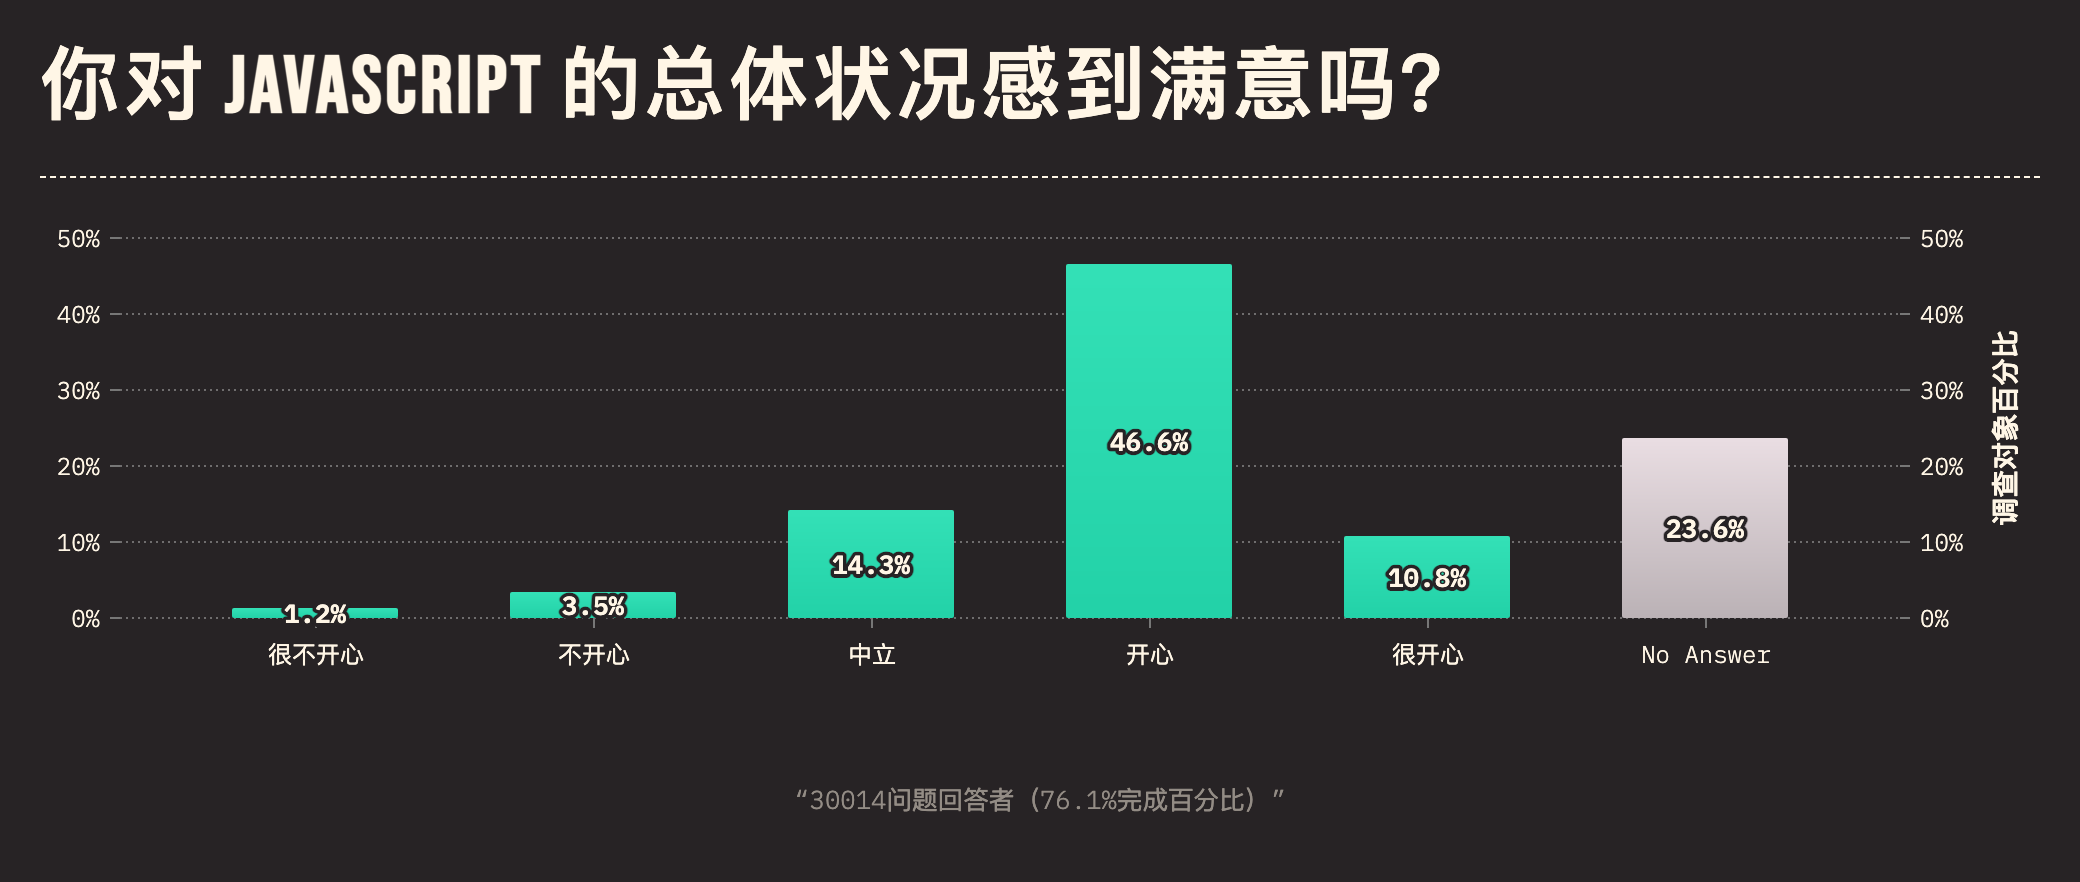 你对 JAVASCRIPT 的总体状况感到满意吗?
50%
40%
30%
20%
10%
0%
50%
40%
30%
20%
10%
0%
调查对象百分比
1.2%
3.5%
14.3%
46.6%
10.8%
23.6%
很不开心
不开心
中立
开心
很开心
No Answer
“30014问题回答者（76.1%完成百分比）”